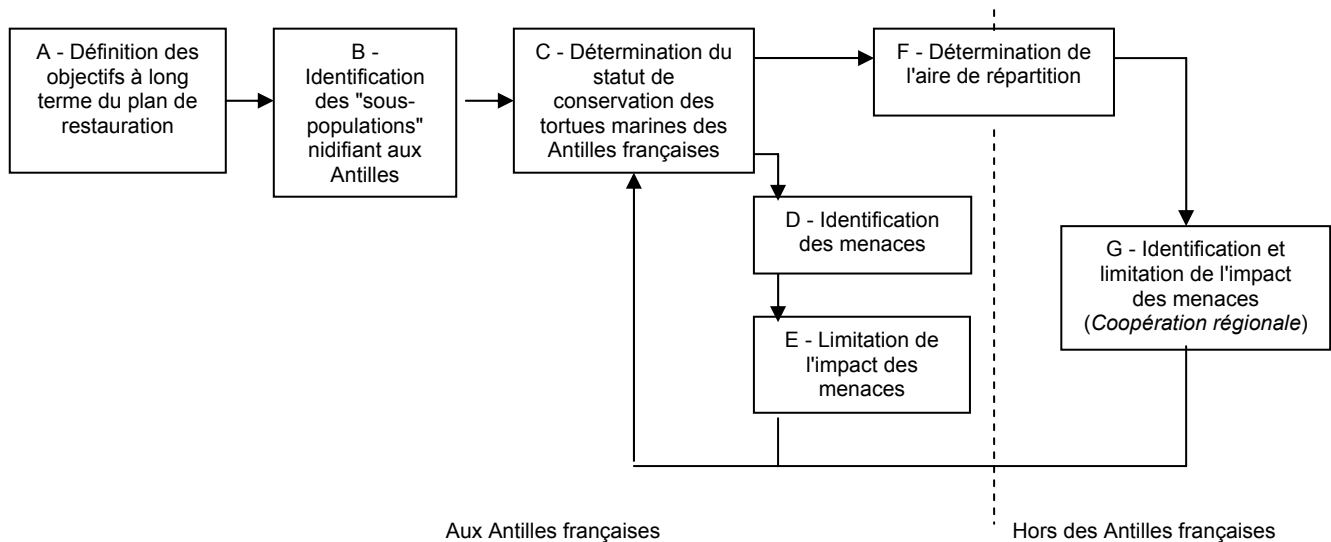 A - Définition des
objectifs à long
terme du plan de
restauration
B -
Identification
des "sous-
populations"
nidifiant aux
Antilles
C - Détermination du
statut de
conservation des
tortues marines des
Antilles françaises
F - Détermination de
l'aire de répartition
D - Identification
des menaces
G - Identification et
limitation de l'impact
des menaces
(Coopération régionale)
E - Limitation de
l'impact des
menaces
Aux Antilles françaises
Hors des Antilles françaises